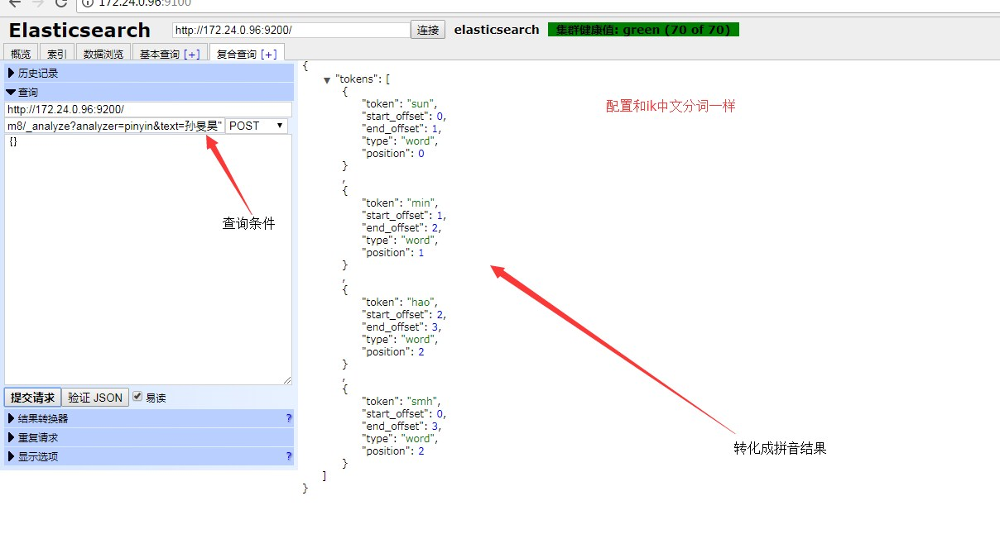 172.24.0.96:9100
Elasticsearch http://172.24.0.96:9200/ 连接 elasticsearch 集群健康值: green (70 of 70)
概览 索引 数据浏览 基本查询 [+] 复合查询 [+]
历史记录
查询
http://172.24.0.96:9200/
m8/_analyze?analyzer=pinyin&text=孙旻昊" POST
{}
查询条件
提交请求 验证 JSON 易读
结果转换器 ?
重复请求
显示选项 ?
{
"tokens": [
{
"token": "sun",
"start_offset": 0,
"end_offset": 1,
"type": "word",
"position": 0
}
,
{
"token": "min",
"start_offset": 1,
"end_offset": 2,
"type": "word",
"position": 1
}
,
{
"token": "hao",
"start_offset": 2,
"end_offset": 3,
"type": "word",
"position": 2
}
,
{
"token": "smh",
"start_offset": 0,
"end_offset": 3,
"type": "word",
"position": 2
}
]
}
配置和ik中文分词一样
转化成拼音结果